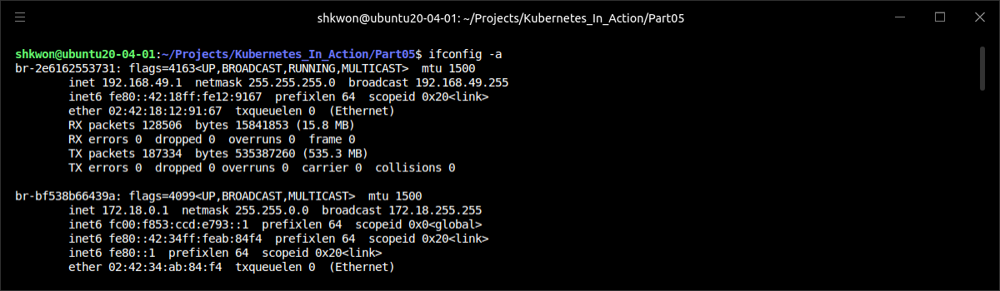 shkwon@ubuntu20-04-01: ~/Projects/Kubernetes_In_Action/Part05
shkwon@ubuntu20-04-01:~/Projects/Kubernetes_In_Action/Part05$ ifconfig -a
br-2e6162553731: flags=4163<UP,BROADCAST,RUNNING,MULTICAST>  mtu 1500
        inet 192.168.49.1  netmask 255.255.255.0  broadcast 192.168.49.255
        inet6 fe80::42:18ff:fe12:9167  prefixlen 64  scopeid 0x20<link>
        ether 02:42:18:12:91:67  txqueuelen 0  (Ethernet)
        RX packets 128506  bytes 15841853 (15.8 MB)
        RX errors 0  dropped 0  overruns 0  frame 0
        TX packets 187334  bytes 535387260 (535.3 MB)
        TX errors 0  dropped 0 overruns 0  carrier 0  collisions 0
br-bf538b66439a: flags=4099<UP,BROADCAST,MULTICAST>  mtu 1500
        inet 172.18.0.1  netmask 255.255.0.0  broadcast 172.18.255.255
        inet6 fc00:f853:ccd:e793::1  prefixlen 64  scopeid 0x0<global>
        inet6 fe80::42:34ff:feab:84f4  prefixlen 64  scopeid 0x20<link>
        inet6 fe80::1  prefixlen 64  scopeid 0x20<link>
        ether 02:42:34:ab:84:f4  txqueuelen 0  (Ethernet)